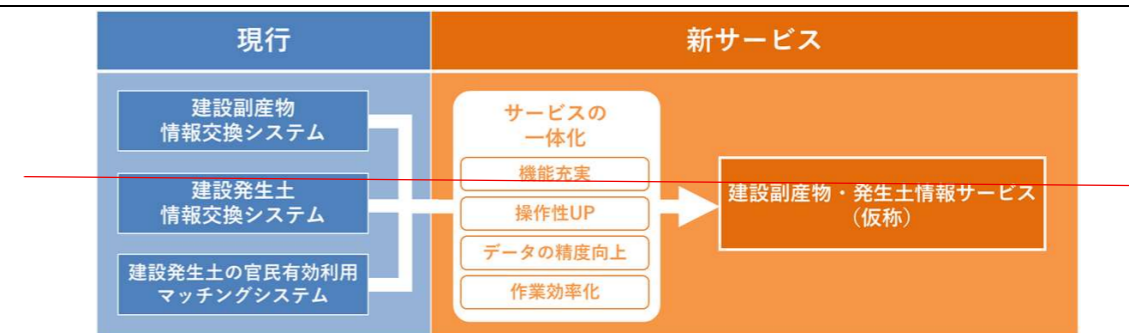 現行
新サービス
建設副産物
情報交換システム
建設発生土
情報交換システム
建設発生土の官民有効利用
マッチングシステム
サービスの
一体化
機能充実
操作性UP
データの精度向上
作業効率化
建設副産物・発生土情報サービス
（仮称）